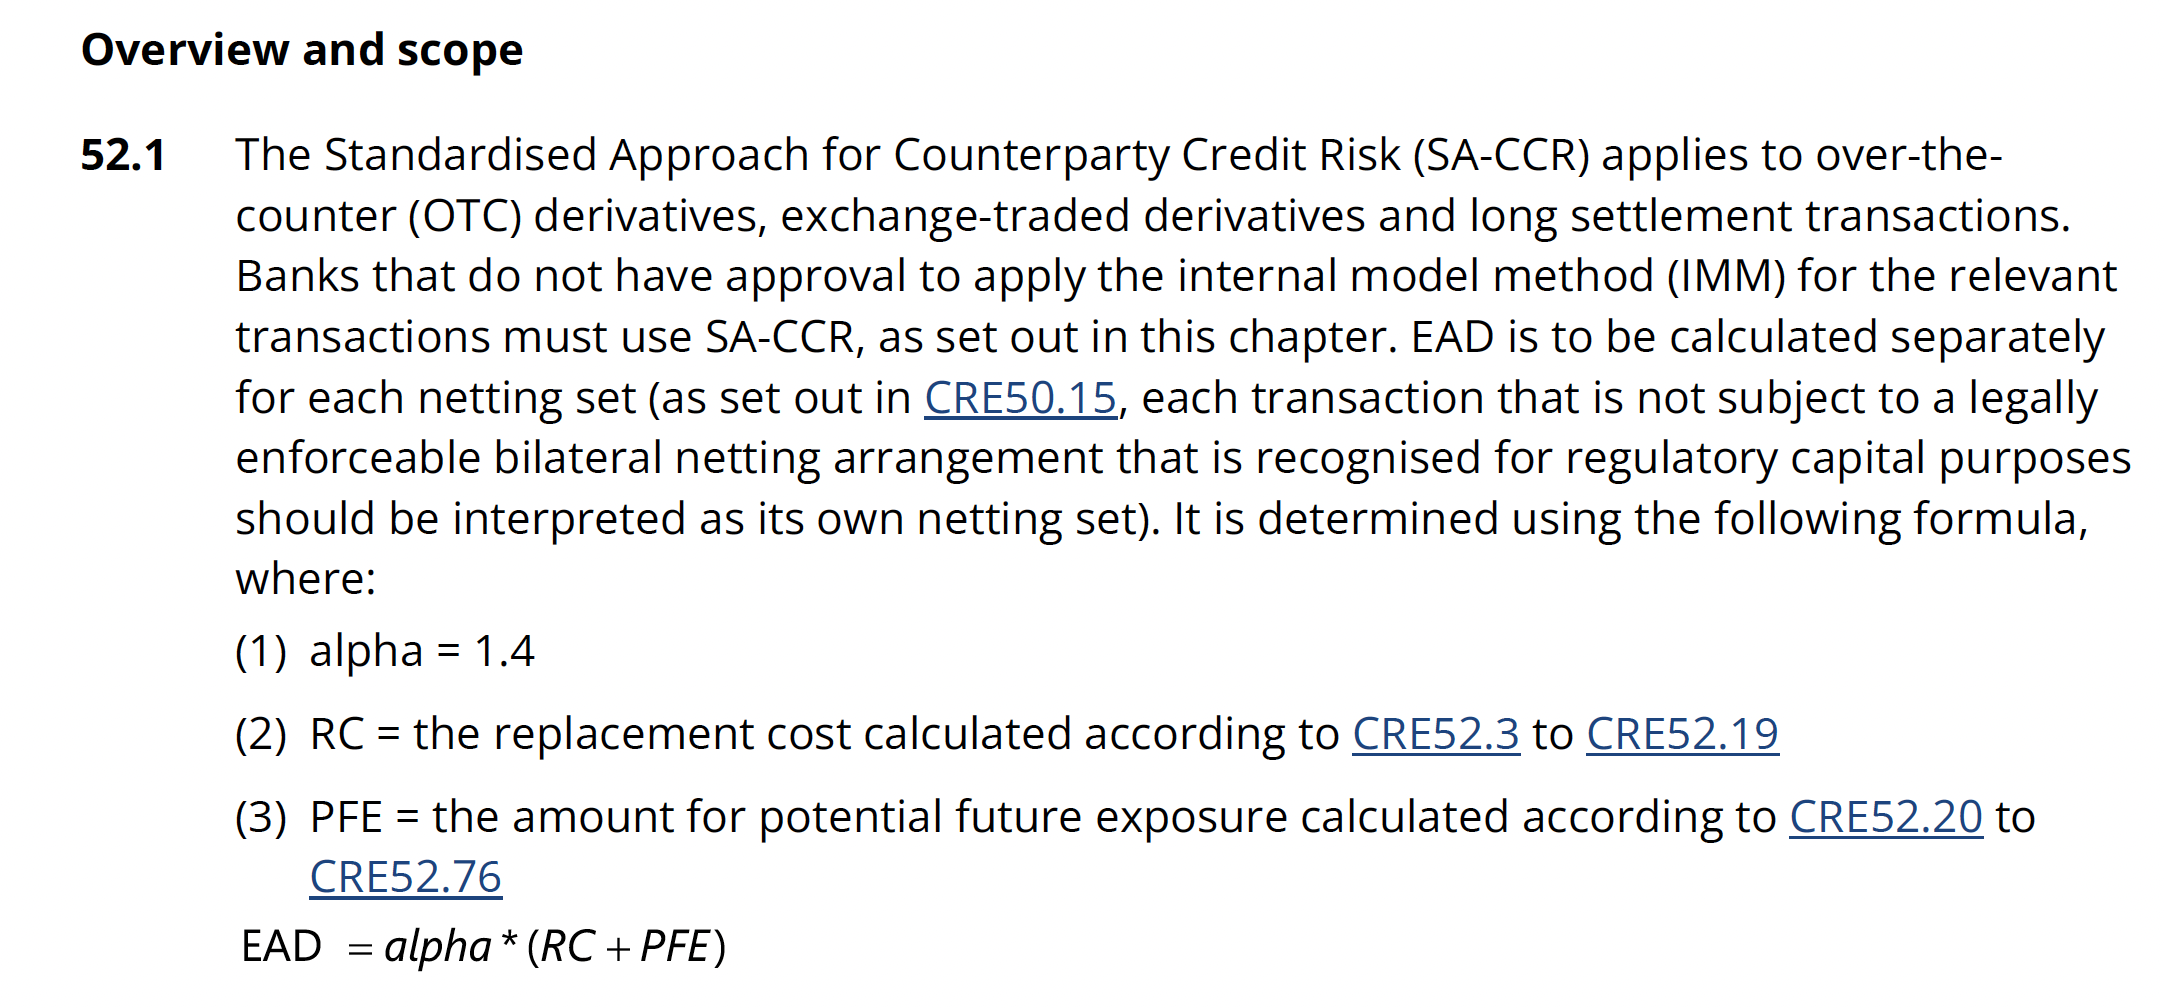 Overview and scope
52.1 The Standardised Approach for Counterparty Credit Risk (SA-CCR) applies to over-the-
counter (OTC) derivatives, exchange-traded derivatives and long settlement transactions.
Banks that do not have approval to apply the internal model method (IMM) for the relevant
transactions must use SA-CCR, as set out in this chapter. EAD is to be calculated separately
for each netting set (as set out in CRE50.15, each transaction that is not subject to a legally
enforceable bilateral netting arrangement that is recognised for regulatory capital purposes
should be interpreted as its own netting set). It is determined using the following formula,
where:
(1) alpha = 1.4
(2) RC = the replacement cost calculated according to CRE52.3 to CRE52.19
(3) PFE = the amount for potential future exposure calculated according to CRE52.20 to
CRE52.76
EAD = alpha * (RC + PFE)